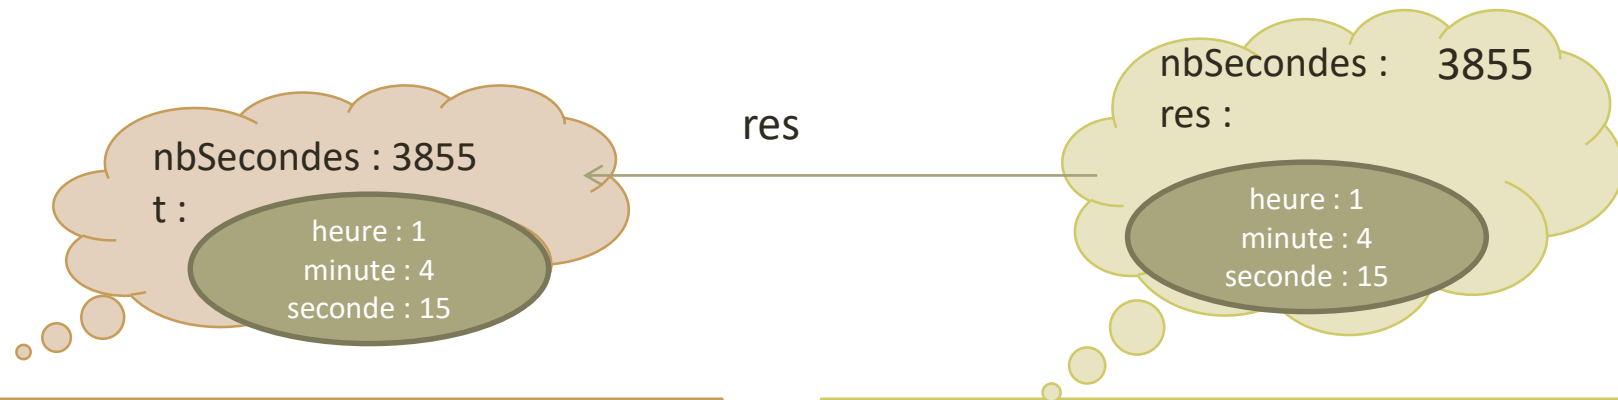 nbSecondes : 3855
t :
heure : 1
minute : 4
seconde : 15
res
nbSecondes : 3855
res :
heure : 1
minute : 4
seconde : 15